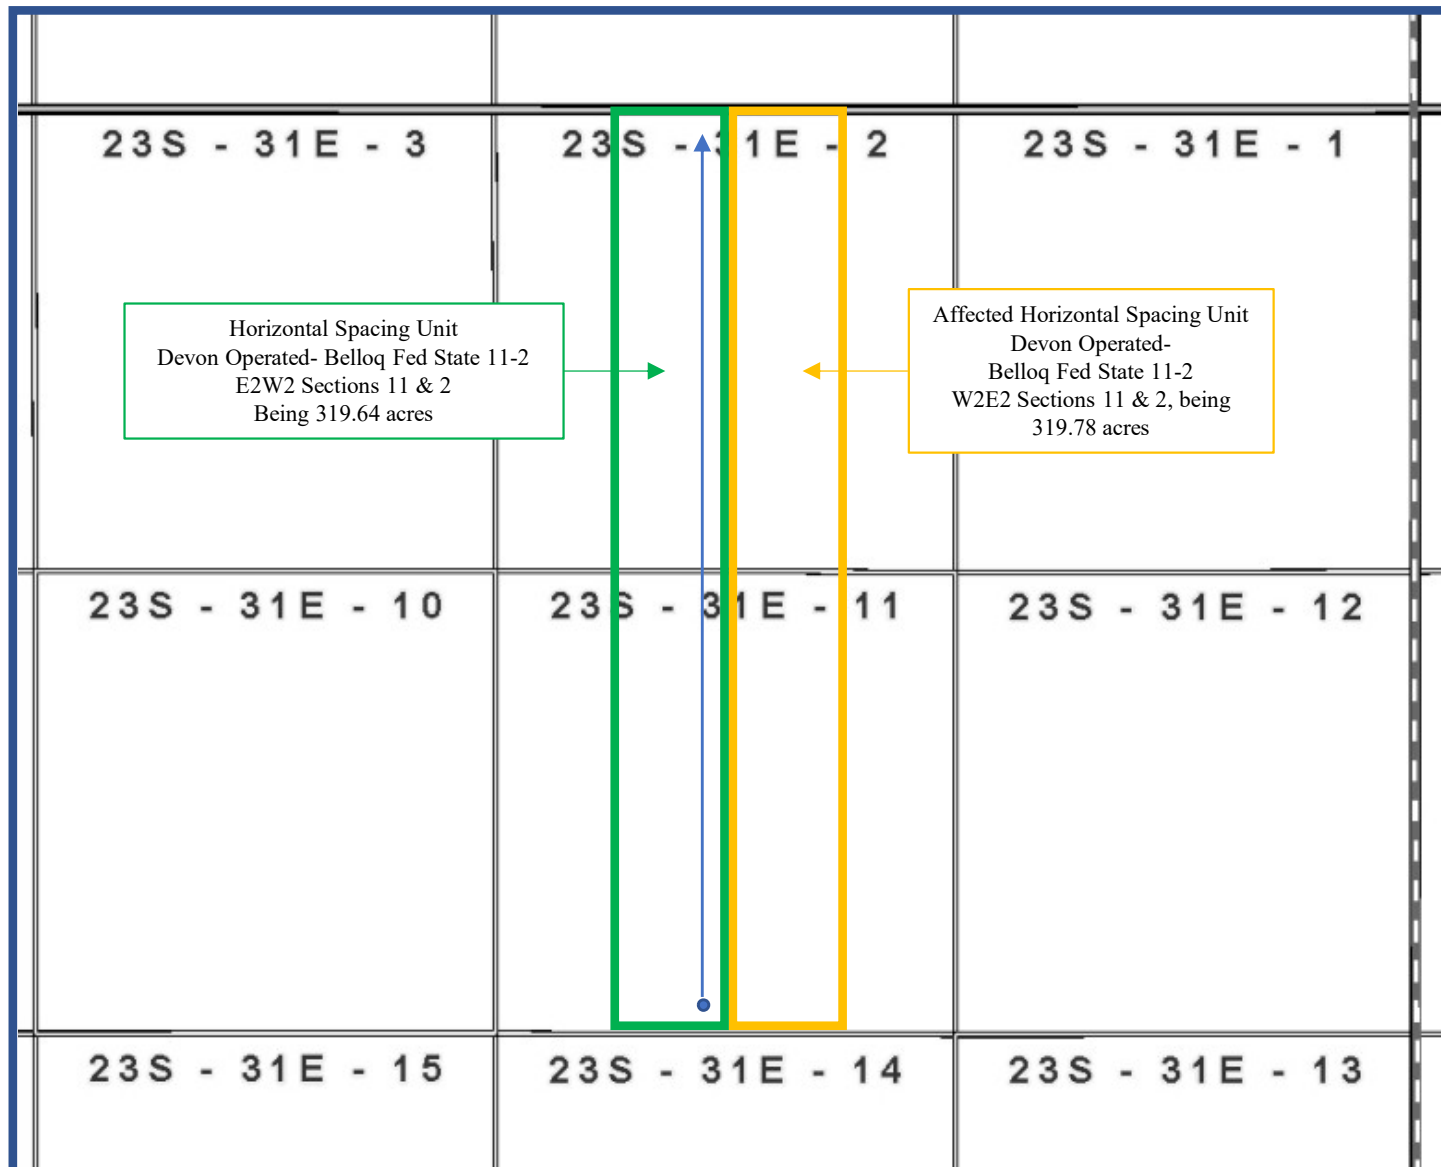 23S - 31E - 3
23S - 31E - 2
23S - 31E - 1
Horizontal Spacing Unit
Devon Operated- Belloq Fed State 11-2
E2W2 Sections 11 & 2
Being 319.64 acres
Affected Horizontal Spacing Unit
Devon Operated-
Belloq Fed State 11-2
W2E2 Sections 11 & 2, being
319.78 acres
23S - 31E - 10
23S - 31E - 11
23S - 31E - 12
23S - 31E - 15
23S - 31E - 14
23S - 31E - 13